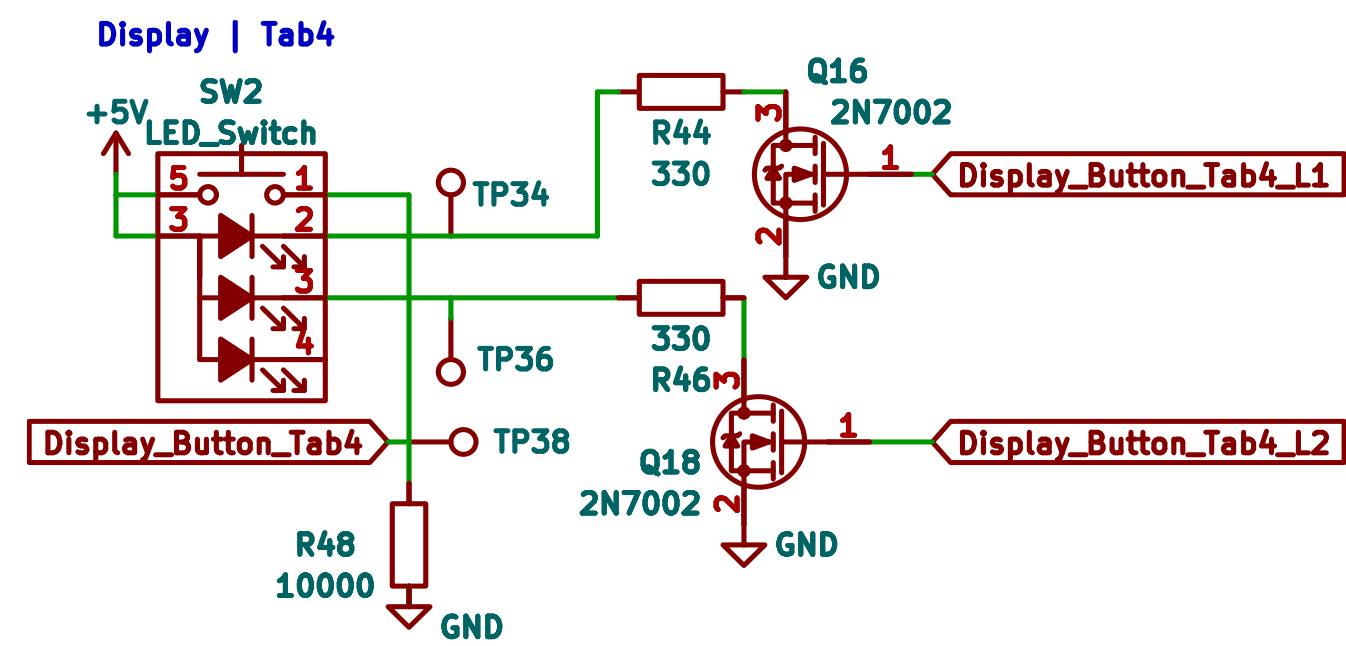 Display | Tab4
SW2
+5V
LED_Switch
5
1
3
2
3
4
TP34
TP36
R44
330
Q16
2N7002
3
1
2
Display_Button_Tab4_L1
GND
330
R46
3
1
2
Q18
2N7002
Display_Button_Tab4_L2
GND
Display_Button_Tab4
TP38
R48
10000
GND